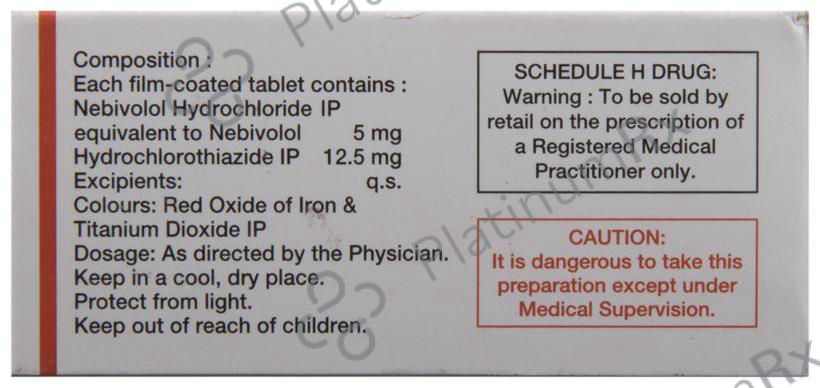 Composition :
Each film-coated tablet contains :
Nebivolol Hydrochloride IP
equivalent to Nebivolol 5 mg
Hydrochlorothiazide IP 12.5 mg
Excipients: q.s.
Colours: Red Oxide of Iron &
Titanium Dioxide IP
Dosage: As directed by the Physician.
Keep in a cool, dry place.
Protect from light.
Keep out of reach of children.
SCHEDULE H DRUG:
Warning : To be sold by
retail on the prescription of
a Registered Medical
Practitioner only.
CAUTION:
It is dangerous to take this
preparation except under
Medical Supervision.
PlatinumRx